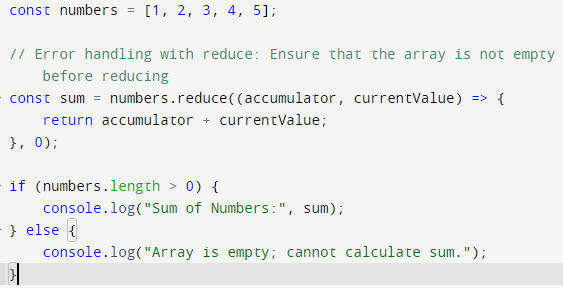 const numbers = [1, 2, 3, 4, 5];
// Error handling with reduce: Ensure that the array is not empty
before reducing
const sum = numbers.reduce((accumulator, currentValue) => {
return accumulator + currentValue;
}, 0);
if (numbers.length > 0) {
console.log("Sum of Numbers:", sum);
} else {
console.log("Array is empty; cannot calculate sum.");
}